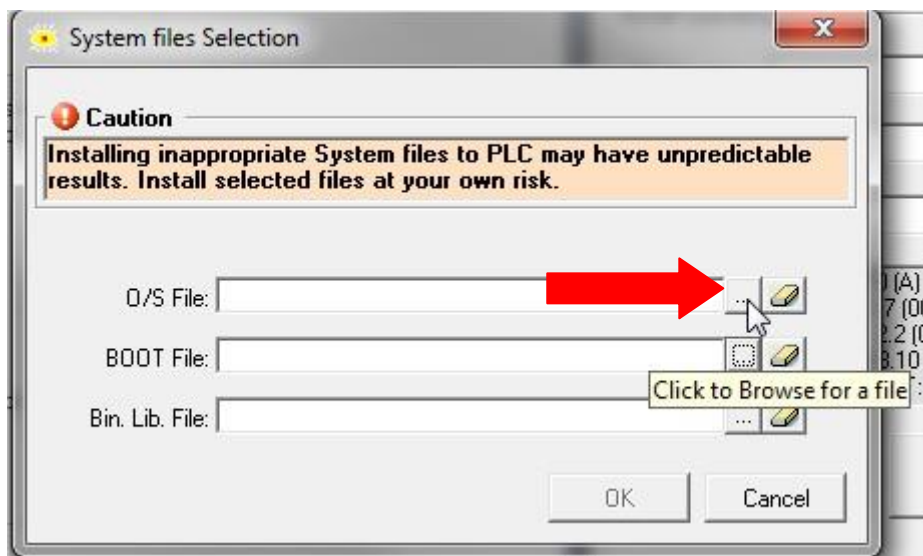 System files Selection
Caution
Installing inappropriate System files to PLC may have unpredictable
results. Install selected files at your own risk.
O/S File:
...
BOOT File:
...
Click to Browse for a file
Bin. Lib. File:
...
OK
Cancel
(A)